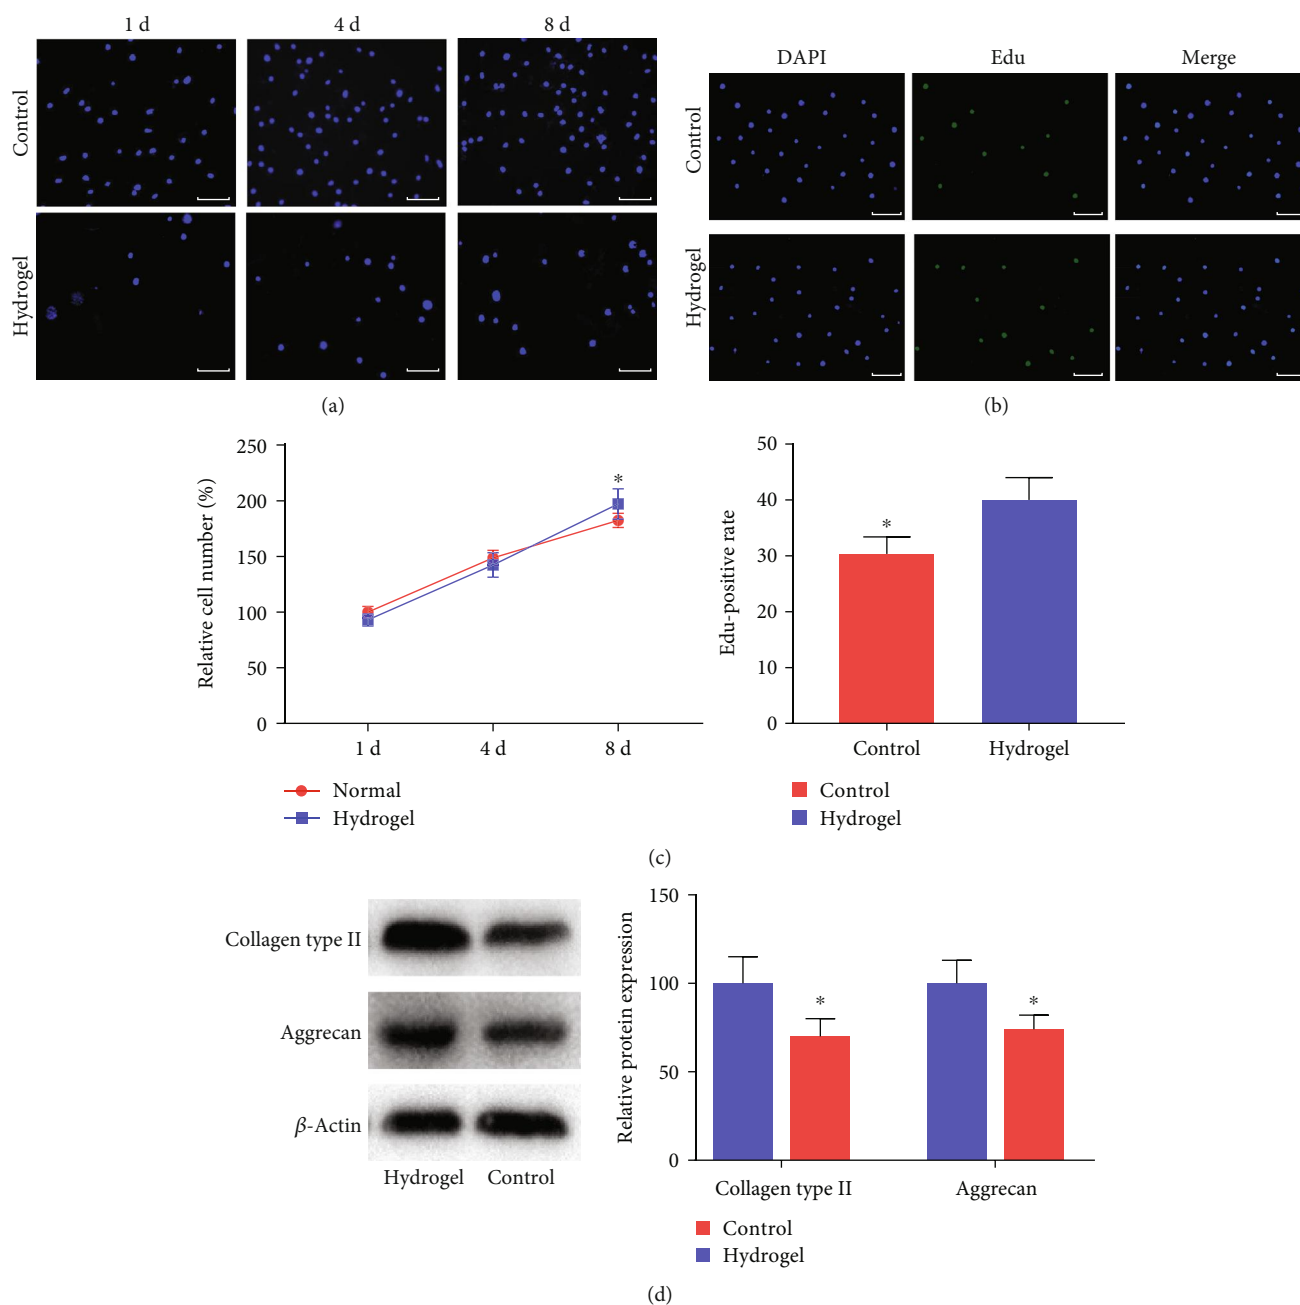 1 d 4 d 8 d
Control
Hydrogel
(a)
DAPI Edu Merge
Control
Hydrogel
(b)
Relative cell number (%)
250
200
150
100
50
0
*
1 d 4 d 8 d
Normal
Hydrogel
Edu-positive rate
50
40
30
20
10
0
*
Control Hydrogel
Control
Hydrogel
(c)
Collagen type II
Aggrecan
β-Actin
Hydrogel Control
Relative protein expression
150
100
50
0
* *
Collagen type II Aggrecan
Control
Hydrogel
(d)